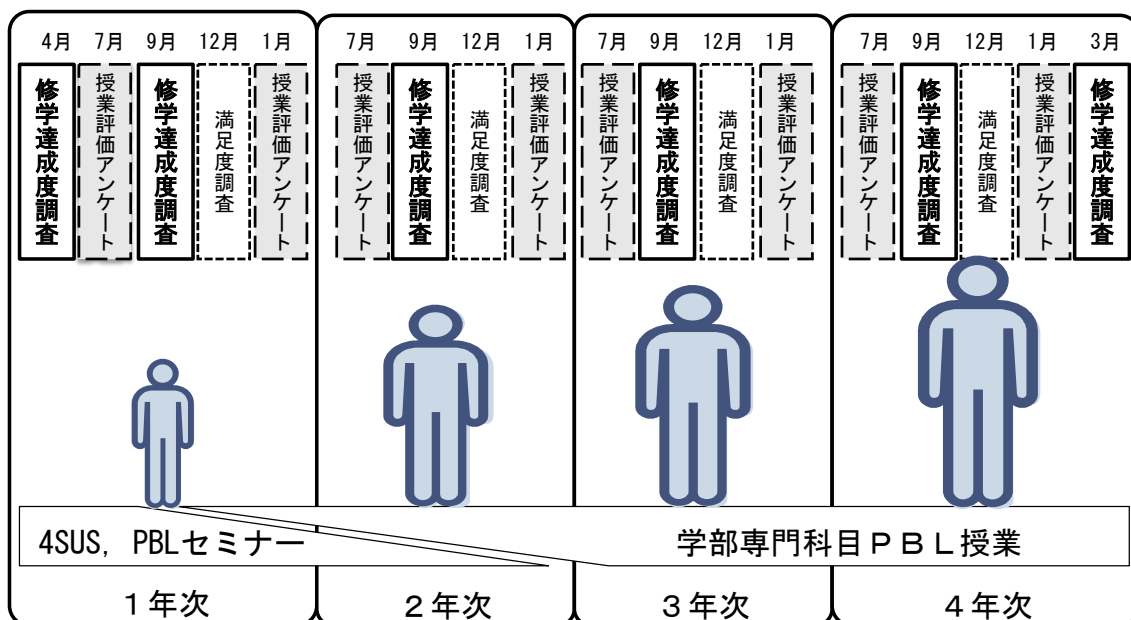 4月 7月 9月 12月 1月
修学達成度調査
授業評価アンケート
修学達成度調査
満足度調査
授業評価アンケート
7月 9月 12月 1月
授業評価アンケート
修学達成度調査
満足度調査
授業評価アンケート
7月 9月 12月 1月
授業評価アンケート
修学達成度調査
満足度調査
授業評価アンケート
7月 9月 12月 1月 3月
授業評価アンケート
修学達成度調査
満足度調査
授業評価アンケート
修学達成度調査
4SUS, PBLセミナー
学部専門科目ＰＢＬ授業
１年次
２年次
３年次
４年次